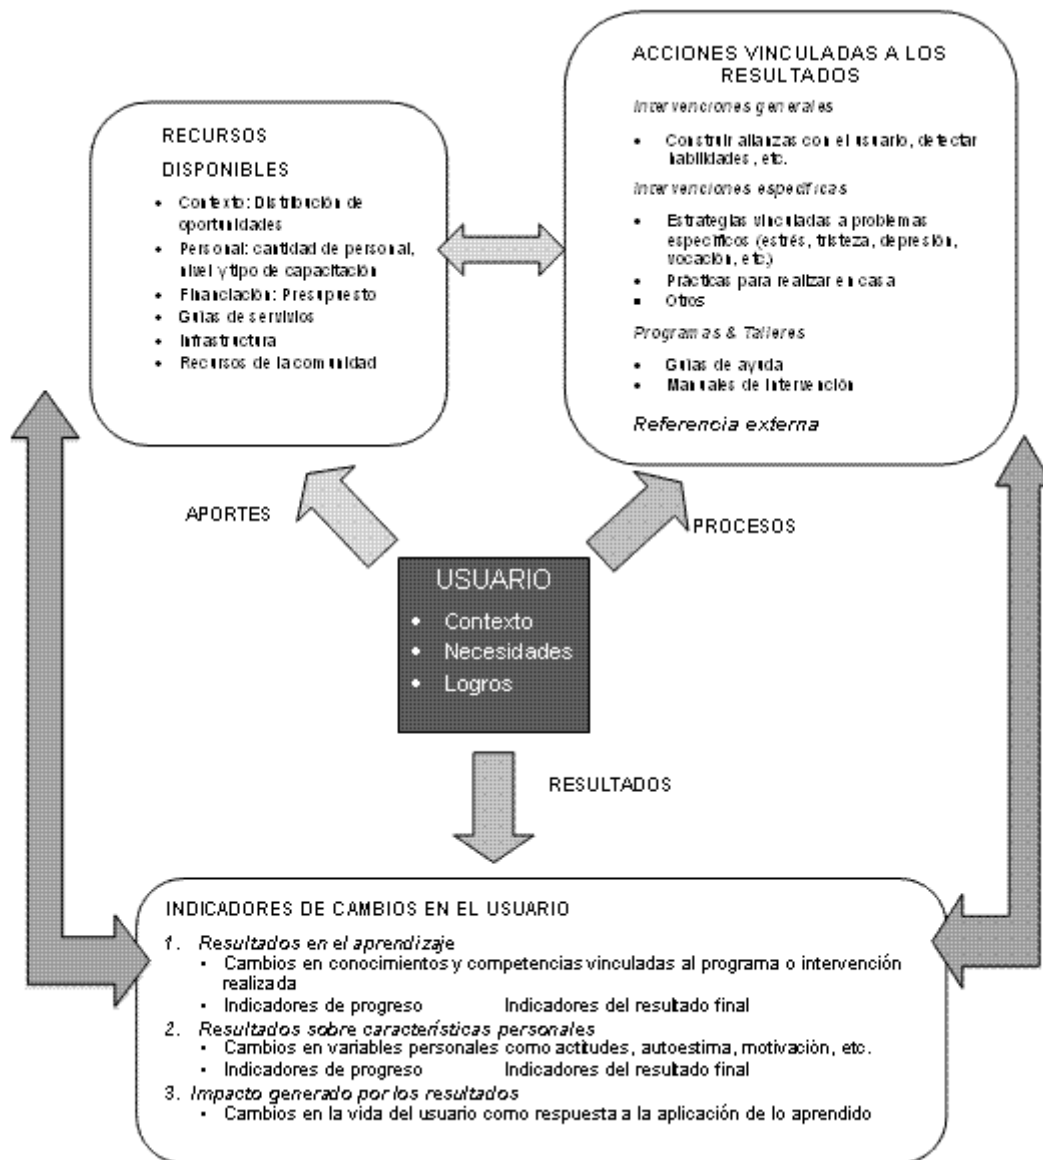 RECURSOS
DISPONIBLES
• Contexto: Distribución de
oportunidades
• Personal: cantidad de personal,
nivel y tipo de capacitación
• Financiación: Presupuesto
• Guías de servivios
• Infrastructura
• Recursos de la comunidad
ACCIONES VINCULADAS A LOS
RESULTADOS
Intervenciones generales
• Construir alianzas con el usuario, detectar
habilidades, etc.
Intervenciones específicas
• Estrategias vinculadas a problemas
específicos (estrés, tristeza, depresión,
vocación, etc.)
• Prácticas para realizar en casa
• Otros
Programas & Talleres
• Guías de ayuda
• Manuales de intervención
Referencia externa
APORTES
PROCESOS
USUARIO
• Contexto
• Necesidades
• Logros
RESULTADOS
INDICADORES DE CAMBIOS EN EL USUARIO
1. Resultados en el aprendizaje
• Cambios en conocimientos y competencias vinculadas al programa o intervención
realizada
• Indicadores de progreso Indicadores del resultado final
2. Resultados sobre características personales
• Cambios en variables personales como actitudes, autoestima, motivación, etc.
• Indicadores de progreso Indicadores del resultado final
3. Impacto generado por los resultados
• Cambios en la vida del usuario como respuesta a la aplicación de lo aprendido